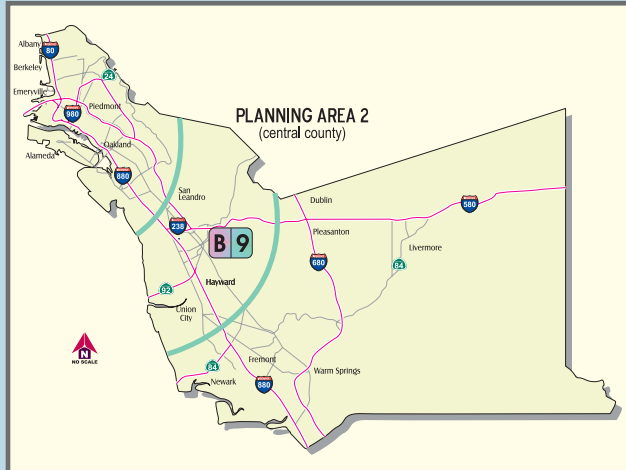 PLANNING AREA 2
(central county)
Albany
80
Berkeley
24
Emeryville
Piedmont
980
Oakland
Alameda
880
San
Leandro
Dublin
580
238
Pleasanton
B 9
Livermore
680
84
Hayward
92
Union
City
N
NO SCALE
Fremont
84
Warm Springs
Newark
880